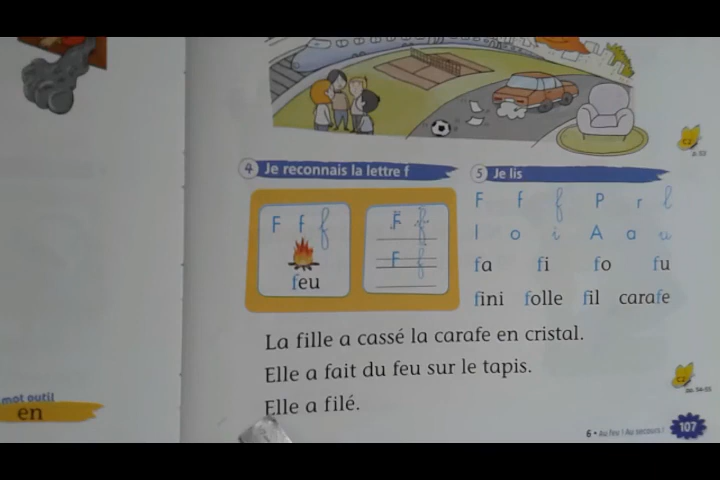 4 Je reconnais la lettre f
F f f
feu
F f
F f
5 Je lis
F f f P r l
l o i A a u
fa fi fo fu
fini folle fil carafe
La fille a cassé la carafe en cristal.
Elle a fait du feu sur le tapis.
Elle a filé.
mot outil
en
6 • Au feu ! Au secours !
107